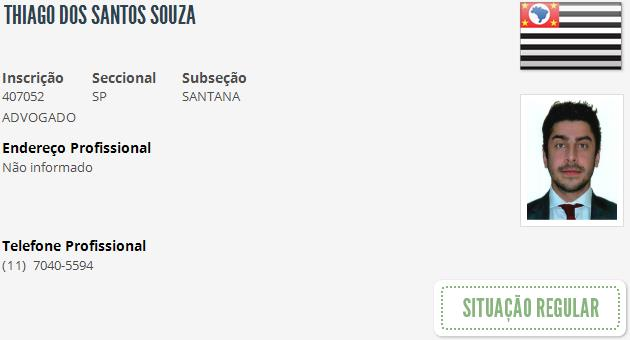 THIAGO DOS SANTOS SOUZA
Inscrição Seccional Subseção
407052 SP SANTANA
ADVOGADO
Endereço Profissional
Não informado
Telefone Profissional
(11) 7040-5594
SITUAÇÃO REGULAR